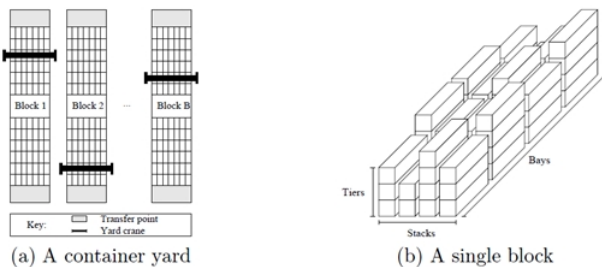 Block 1
Block 2
...
Block B
Key:
Transfer point
Yard crane
(a) A container yard
Tiers
Stacks
Bays
(b) A single block